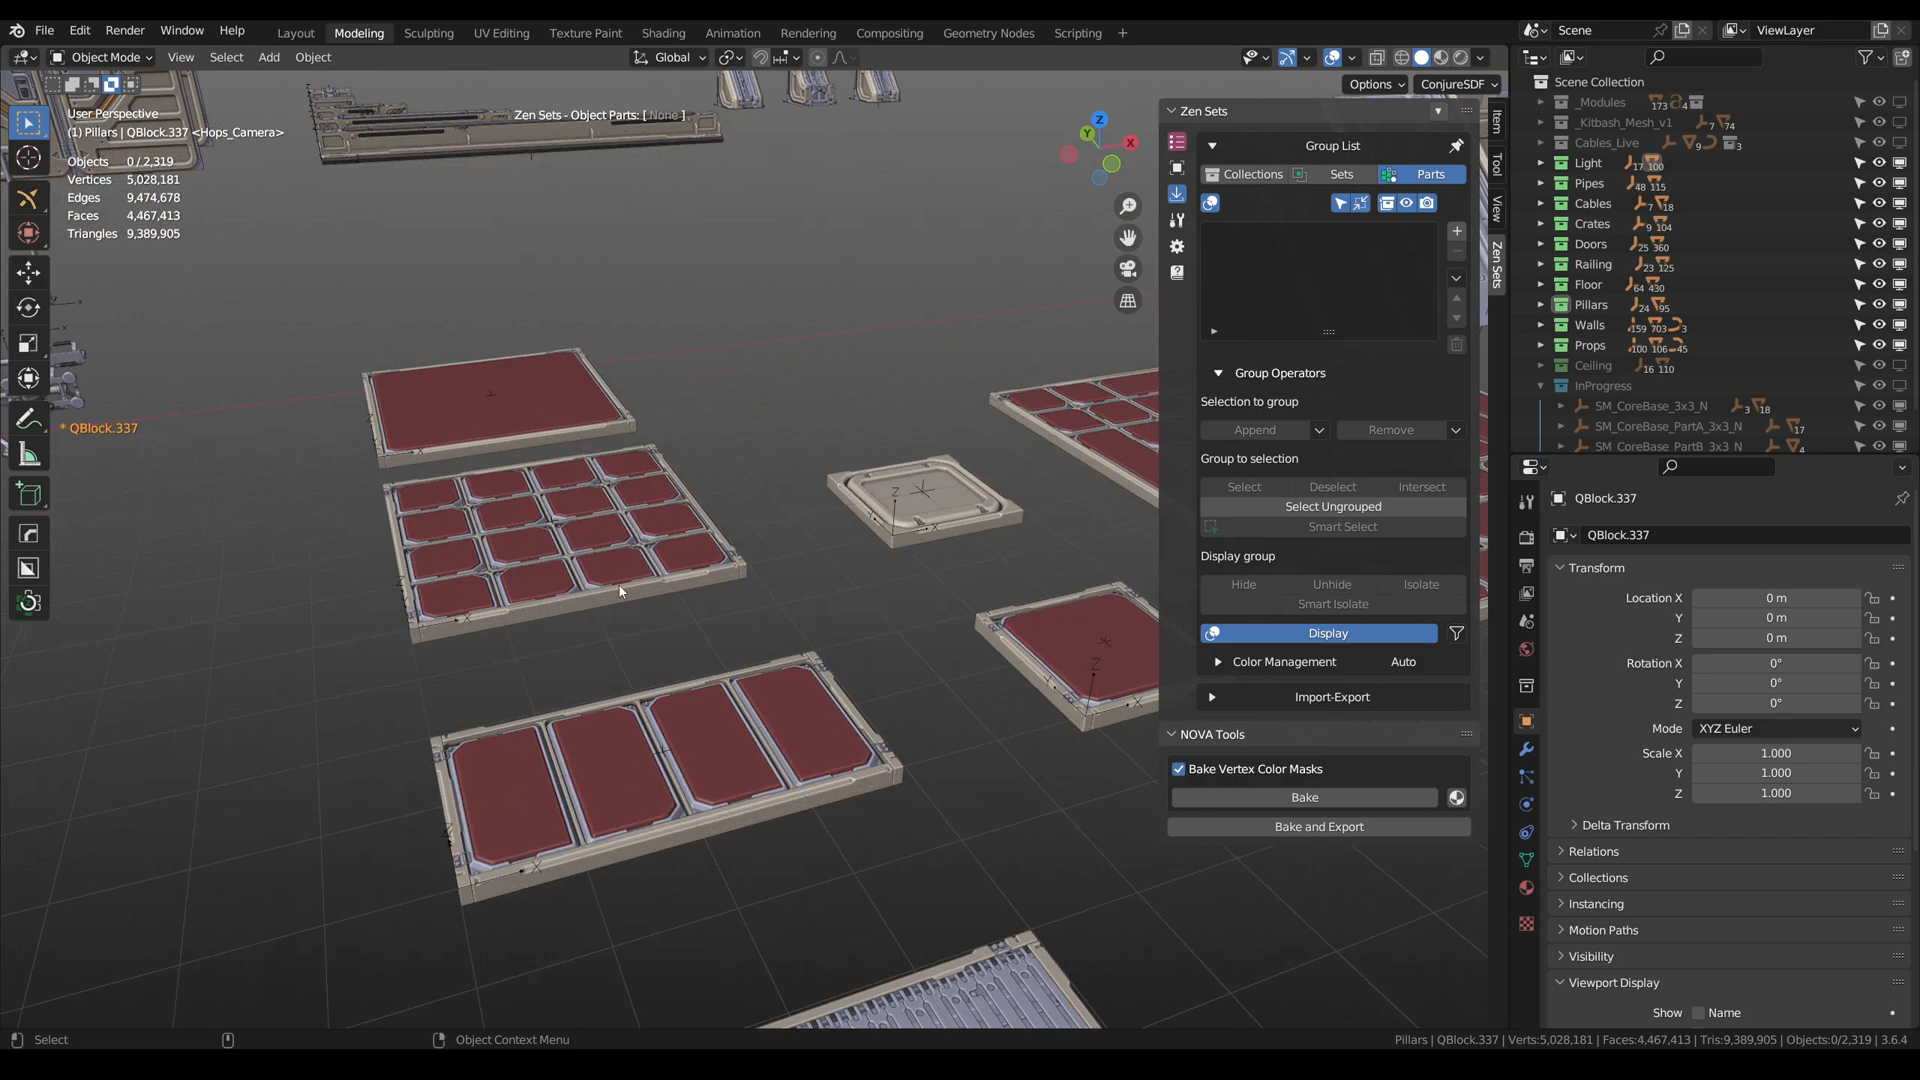 File Edit Render Window Help Layout Modeling Sculpting UV Editing Texture Paint Shading Animation Rendering Compositing Geometry Nodes Scripting + Scene ViewLayer
Object Mode View Select Add Object Global
Options ConjureSDF
User Perspective
(1) Pillars | QBlock.337 <Hops_Camera>
Objects 0/2,319
Vertices 5,028,181
Edges 9,474,678
Faces 4,467,413
Triangles 9,389,905
Zen Sets - Object Parts: [ None ]
* QBlock.337
Z
Y
X
Zen Sets
Group List
Collections Sets Parts
Group Operators
Selection to group
Append Remove
Group to selection
Select Deselect Intersect
Select Ungrouped
Smart Select
Display group
Hide Unhide Isolate
Smart Isolate
Display
Color Management Auto
Import-Export
NOVA Tools
Bake Vertex Color Masks
Bake
Bake and Export
Item
Tool
View
Zen Sets
Scene Collection
_Modules 173 4
_Kitbash_Mesh_v1 7 74
Cables_Live 9 3
Light 17 100
Pipes 48 115
Cables 7 18
Crates 9 104
Doors 25 360
Railing 23 125
Floor 64 430
Pillars 24 95
Walls 159 703 3
Props 100 106 45
Ceiling 16 110
InProgress
SM_CoreBase_3x3_N 3 18
SM_CoreBase_PartA_3x3_N 17
SM_CoreBase_PartB_3x3_N 4
QBlock.337
QBlock.337
Transform
Location X 0 m
Y 0 m
Z 0 m
Rotation X 0°
Y 0°
Z 0°
Mode XYZ Euler
Scale X 1.000
Y 1.000
Z 1.000
Delta Transform
Relations
Collections
Instancing
Motion Paths
Visibility
Viewport Display
Show Name
Select Object Context Menu Pillars | QBlock.337 | Verts:5,028,181 | Faces:4,467,413 | Tris:9,389,905 | Objects:0/2,319 | 3.6.4